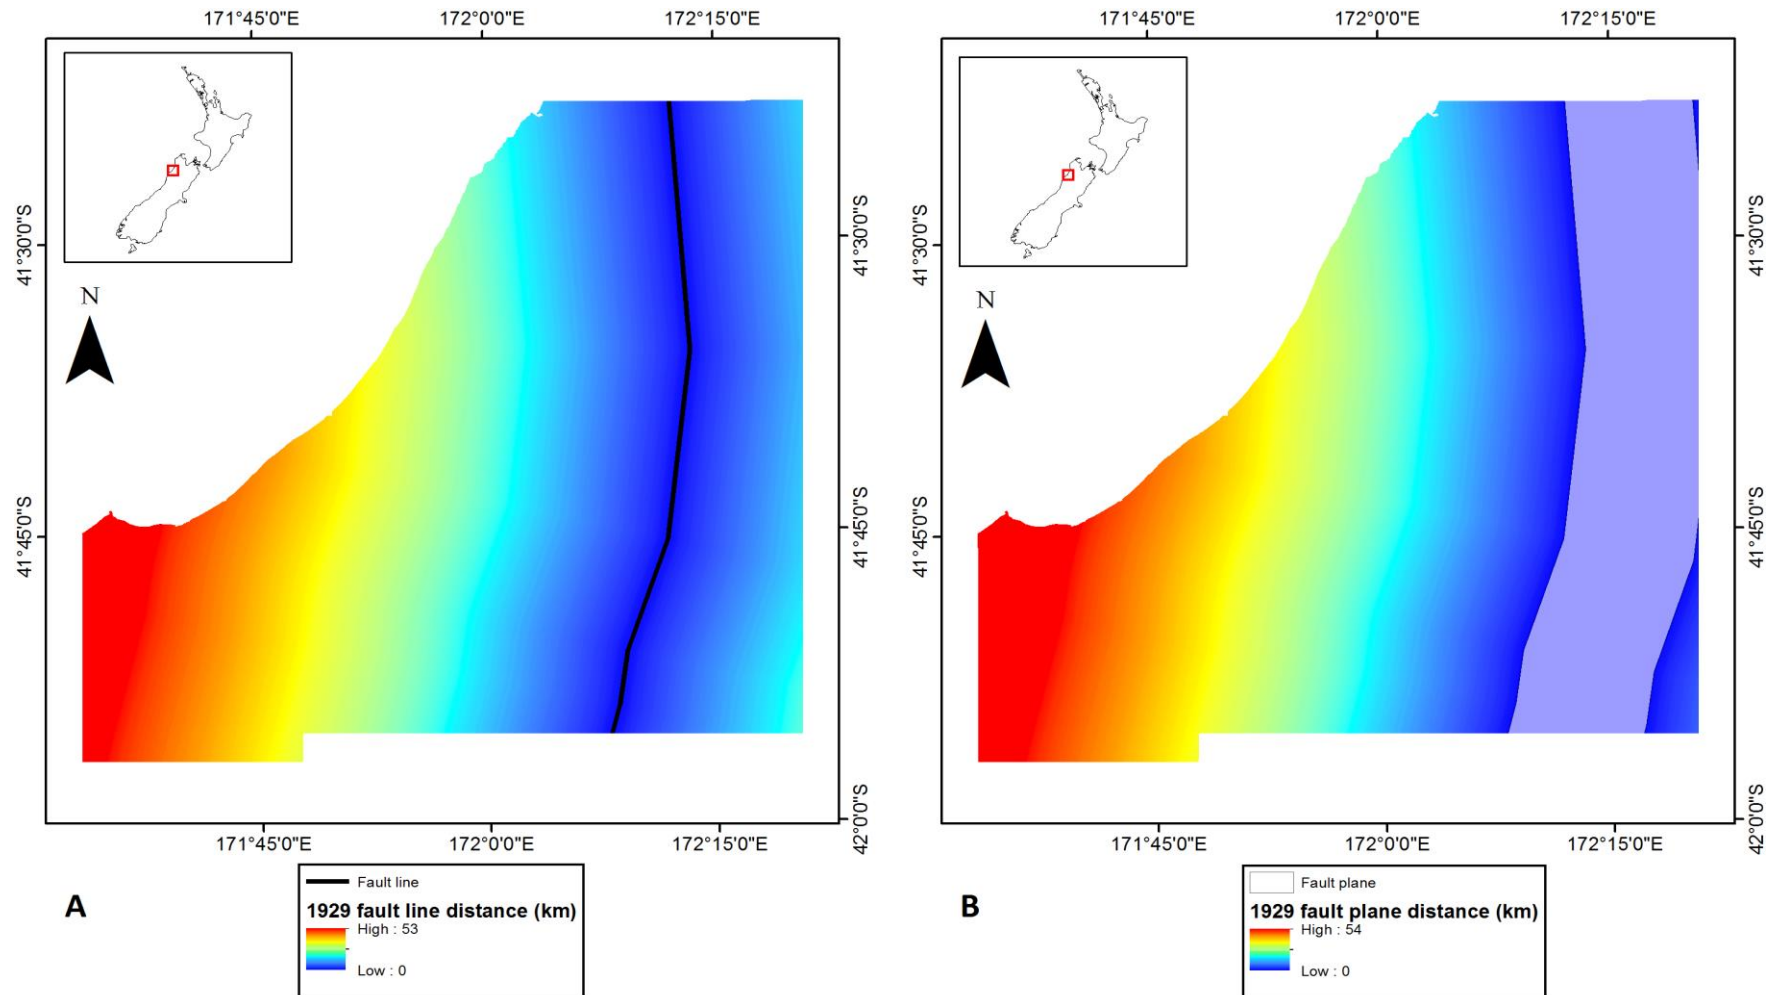 171°45'0"E 172°0'0"E 172°15'0"E
N
41°30'0"S
41°45'0"S
41°30'0"S
41°45'0"S
42°0'0"S
171°45'0"E 172°0'0"E 172°15'0"E
A
Fault line
1929 fault line distance (km)
High : 53
Low : 0
171°45'0"E 172°0'0"E 172°15'0"E
N
41°30'0"S
41°45'0"S
41°30'0"S
41°45'0"S
42°0'0"S
171°45'0"E 172°0'0"E 172°15'0"E
B
Fault plane
1929 fault plane distance (km)
High : 54
Low : 0